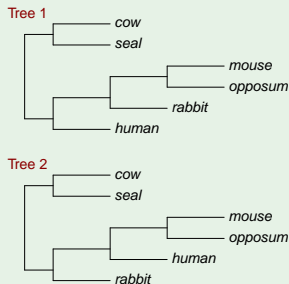 Tree 1
cow
seal
mouse
opposum
rabbit
human
Tree 2
cow
seal
mouse
opposum
human
rabbit